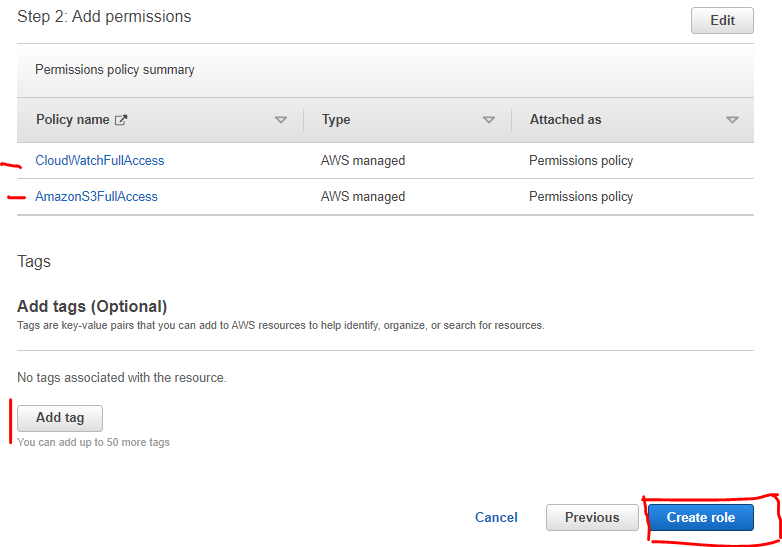 Step 2: Add permissions
Edit
Permissions policy summary
Policy name Type Attached as
CloudWatchFullAccess AWS managed Permissions policy
AmazonS3FullAccess AWS managed Permissions policy
Tags
Add tags (Optional)
Tags are key-value pairs that you can add to AWS resources to help identify, organize, or search for resources.
No tags associated with the resource.
Add tag
You can add up to 50 more tags
Cancel Previous Create role